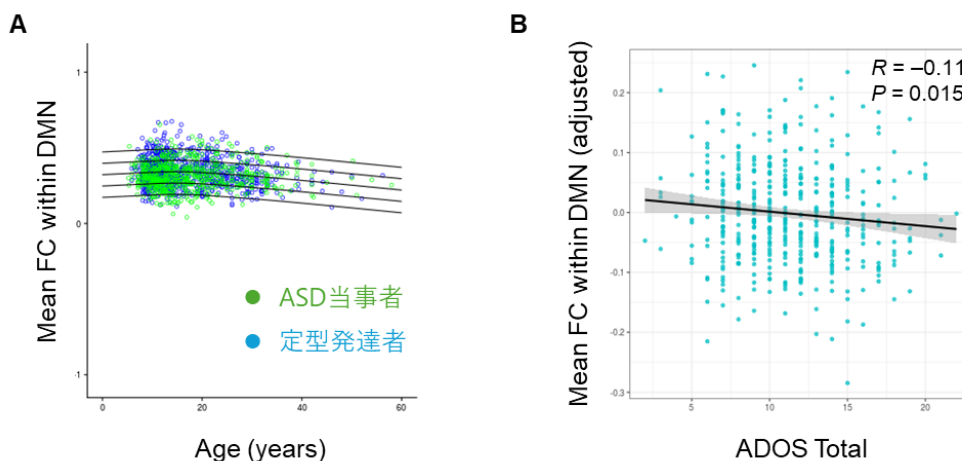 A
Mean FC within DMN
1
0
-1
ASD当事者
定型発達者
0
20
40
60
Age (years)
B
Mean FC within DMN (adjusted)
R = –0.11
P = 0.015
0.2
0.1
0.0
-0.1
-0.2
-0.3
5
10
15
20
ADOS Total